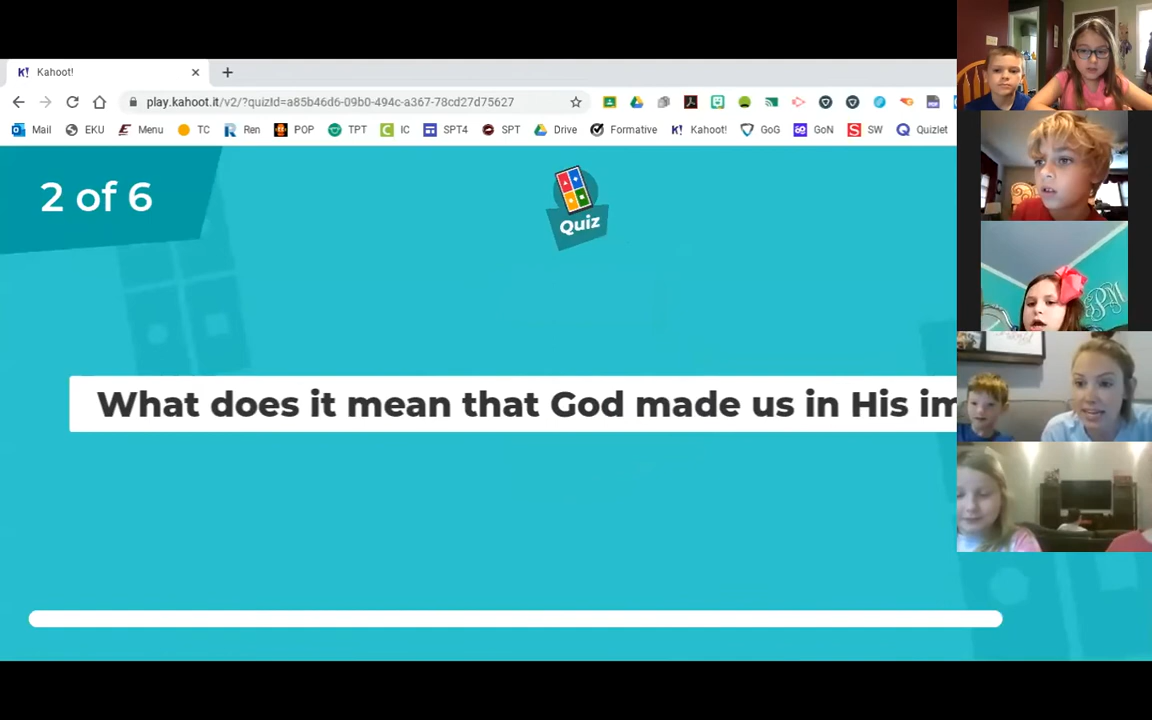 K! Kahoot!
play.kahoot.it/v2/?quizId=a85b46d6-09b0-494c-a367-78cd27d75627
Mail EKU Menu TC Ren POP TPT IC SPT4 SPT Drive Formative K! Kahoot! GoG GoN SW Quizlet
2 of 6
Quiz
What does it mean that God made us in His im